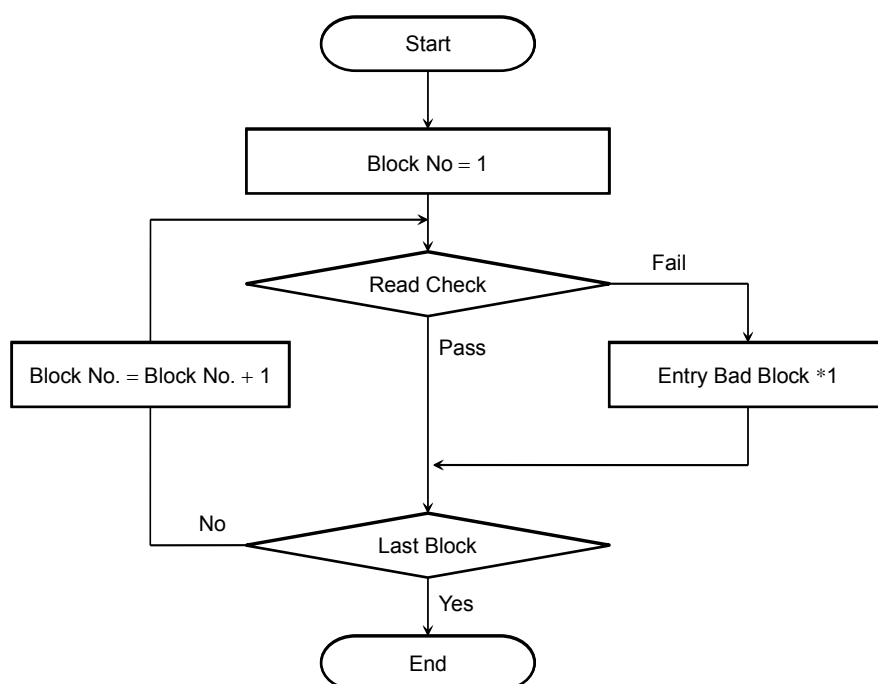 Start
Block No = 1
Fail
Read Check
Pass
Block No. = Block No. + 1
Entry Bad Block *1
No
Last Block
Yes
End